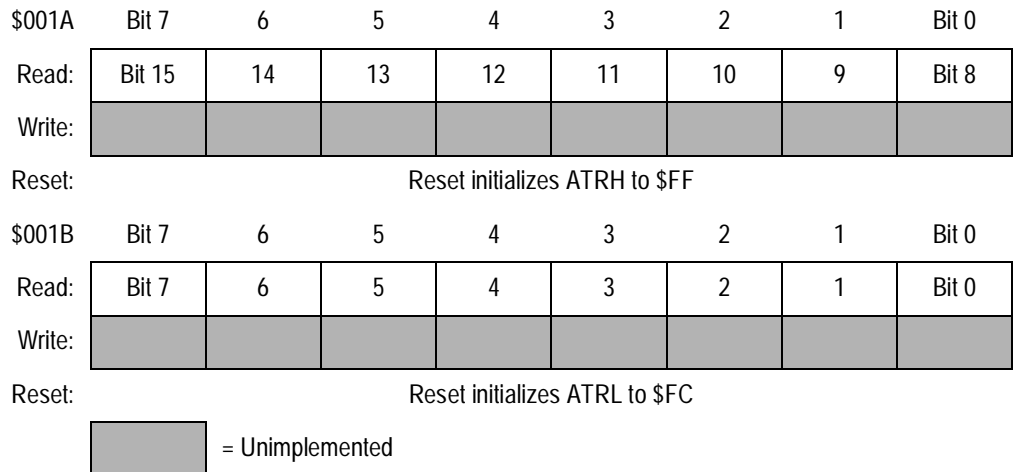 $001A Bit 7 6 5 4 3 2 1 Bit 0
Read: Bit 15 14 13 12 11 10 9 Bit 8
Write:
Reset: Reset initializes ATRH to $FF
$001B Bit 7 6 5 4 3 2 1 Bit 0
Read: Bit 7 6 5 4 3 2 1 Bit 0
Write:
Reset: Reset initializes ATRL to $FC
= Unimplemented